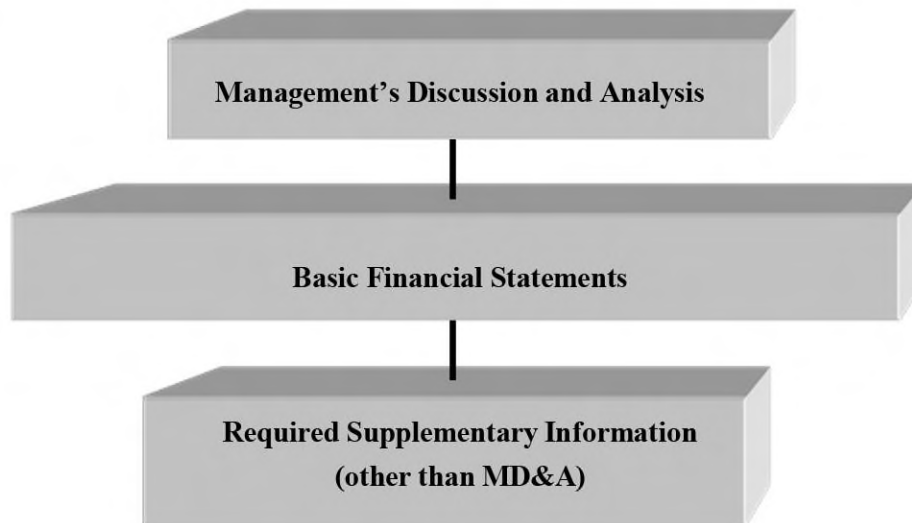 Management’s Discussion and Analysis
Basic Financial Statements
Required Supplementary Information
(other than MD&A)